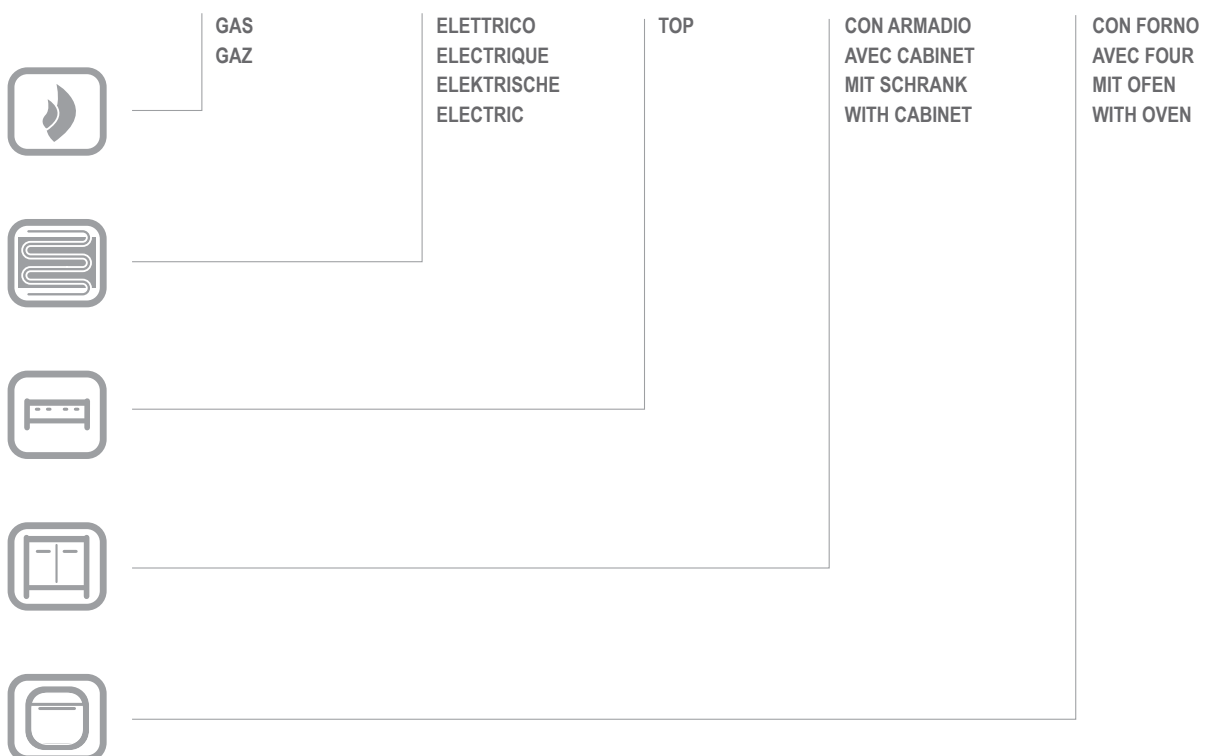 GAS
GAZ
ELETTRICO
ELECTRIQUE
ELEKTRISCHE
ELECTRIC
TOP
CON ARMADIO
AVEC CABINET
MIT SCHRANK
WITH CABINET
CON FORNO
AVEC FOUR
MIT OFEN
WITH OVEN